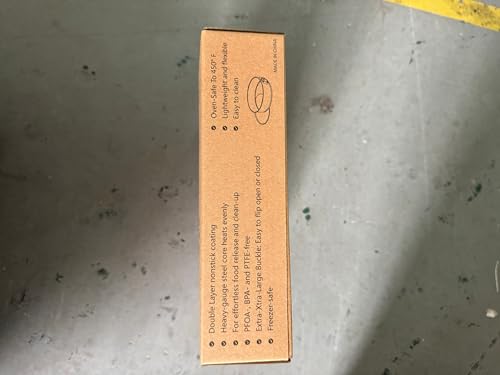 Double Layer nonstick coating
Heavy-gauge steel core heats evenly
For effortless food release and clean-up
PFOA-, BPA- and PTFE-free
Extra-Xtra-Large Buckle: Easy to flip open or closed
Freezer-safe
Oven-Safe To 450° F
Lightweight and flexible
Easy to clean
MADE IN CHINA